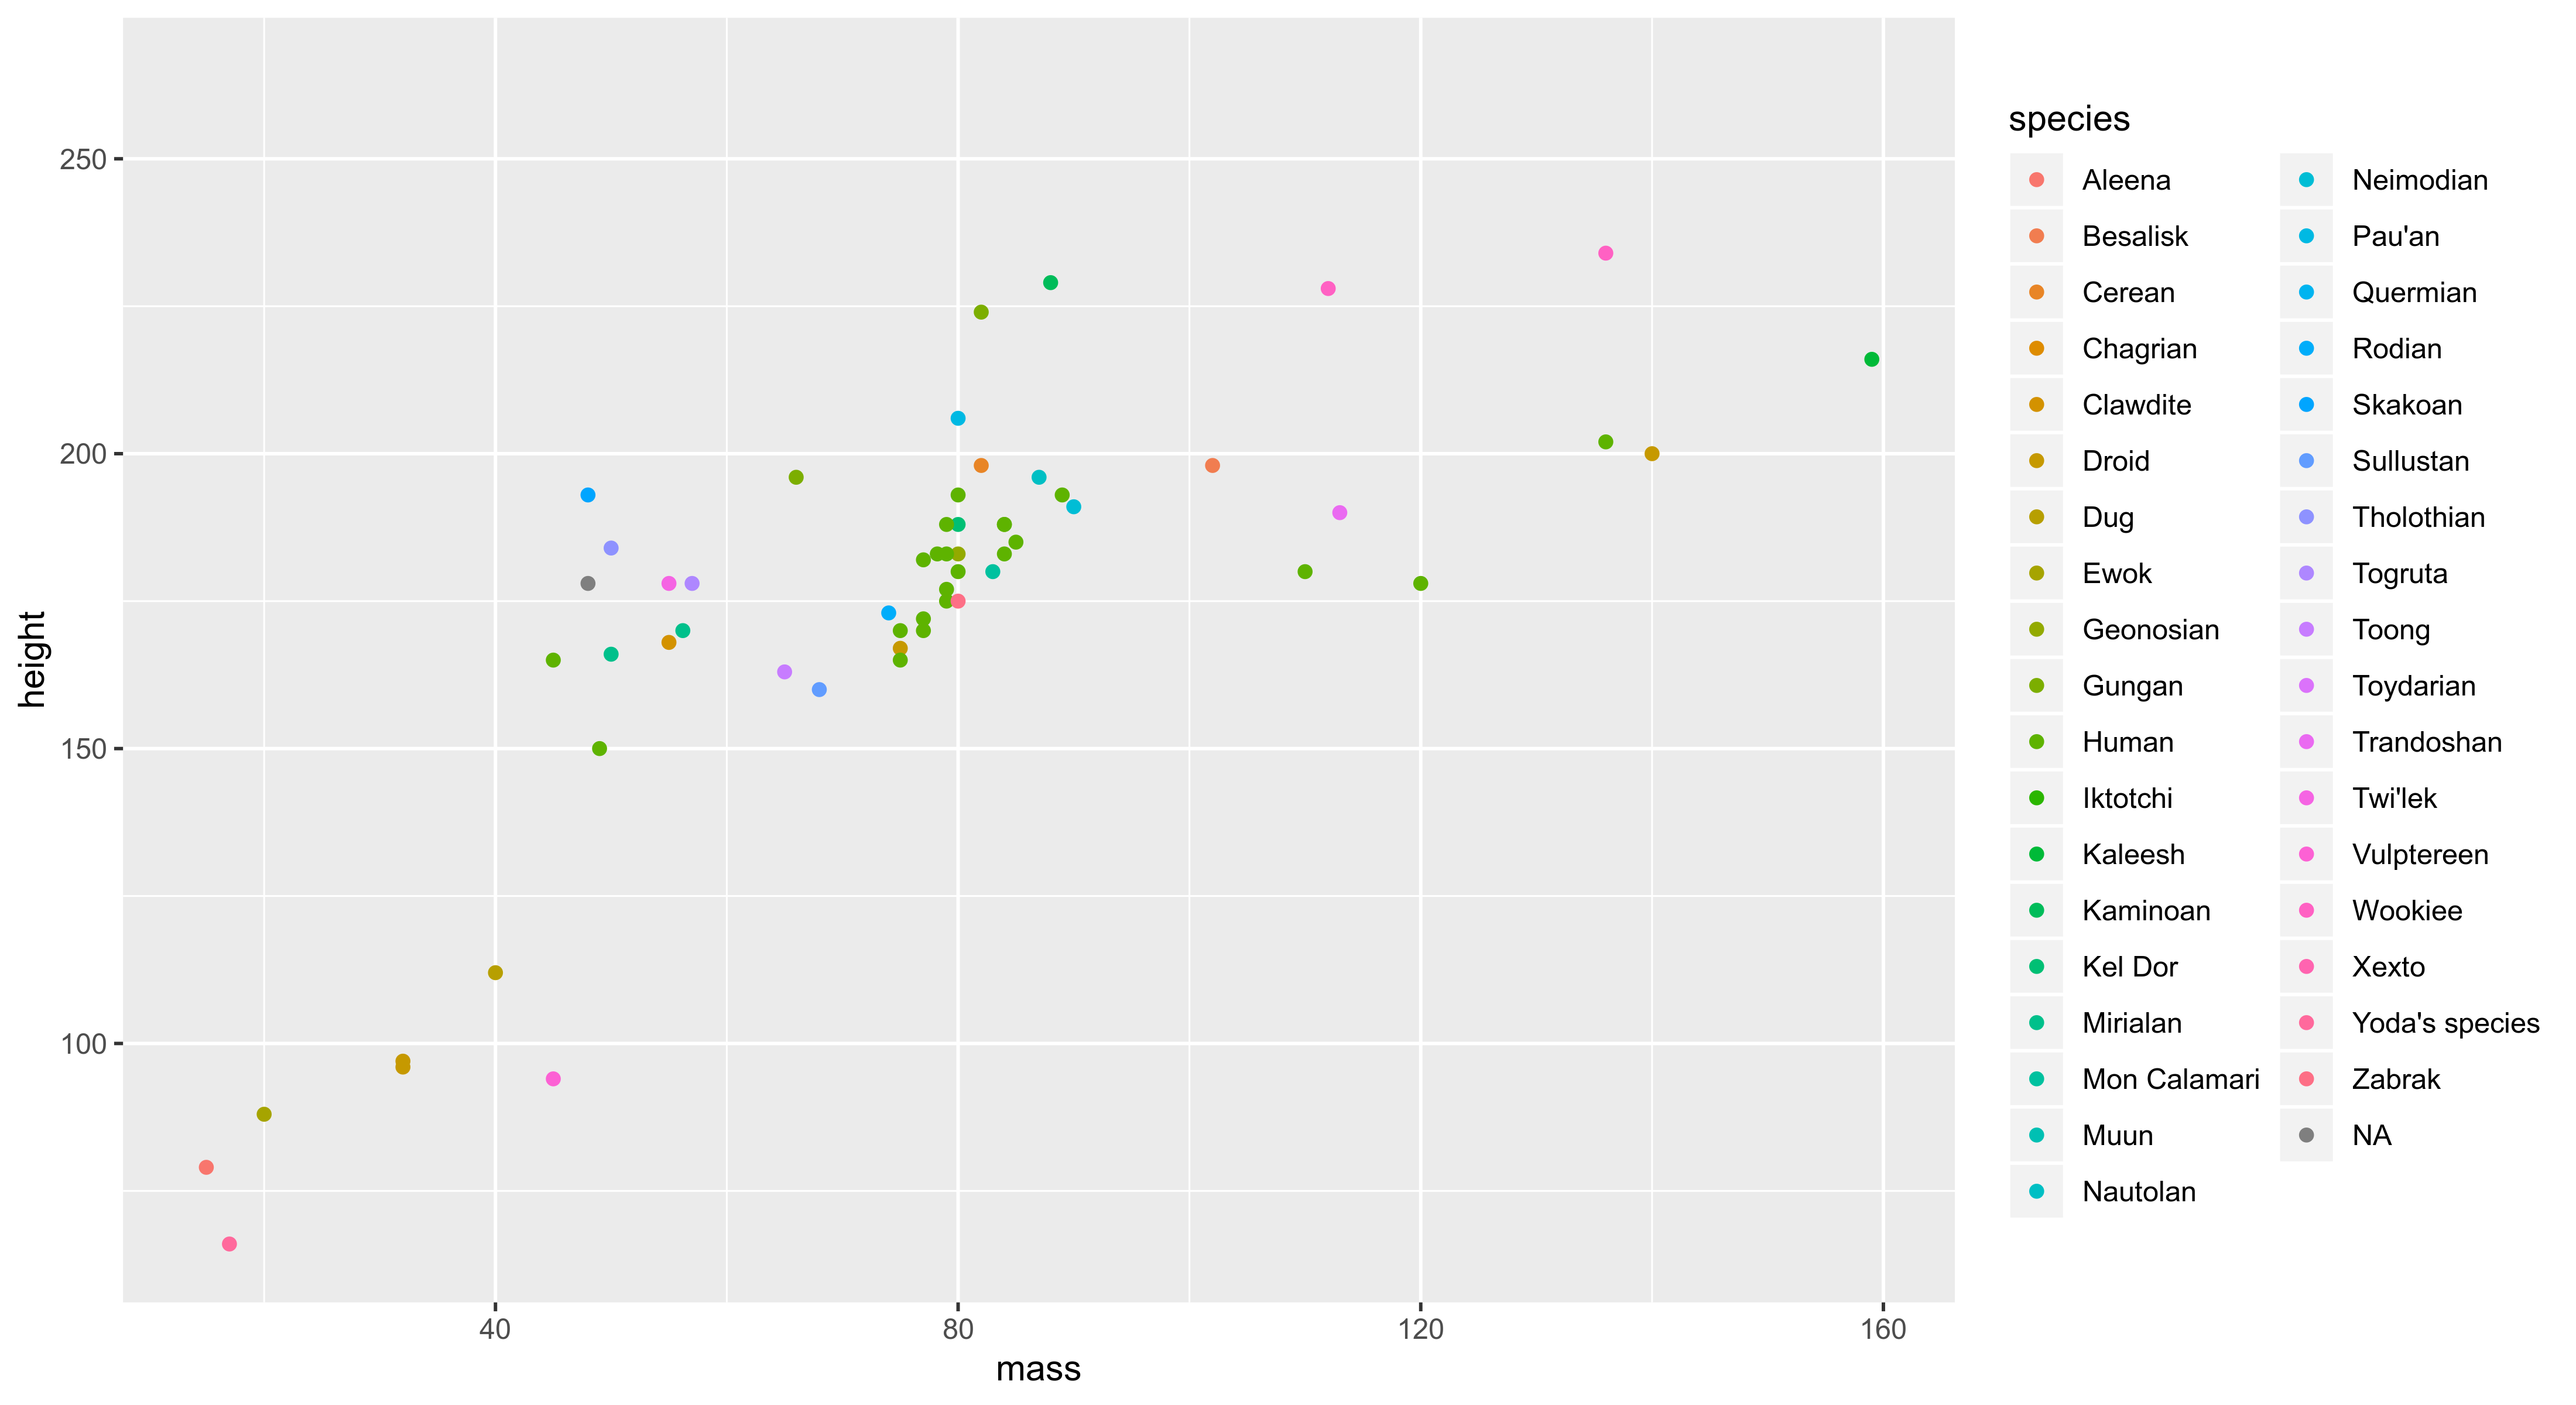 250
200
150
100
height
40
80
120
160
mass
species
Aleena
Besalisk
Cerean
Chagrian
Clawdite
Droid
Dug
Ewok
Geonosian
Gungan
Human
Iktotchi
Kaleesh
Kaminoan
Kel Dor
Mirialan
Mon Calamari
Muun
Nautolan
Neimodian
Pau'an
Quermian
Rodian
Skakoan
Sullustan
Tholothian
Togruta
Toong
Toydarian
Trandoshan
Twi'lek
Vulptereen
Wookiee
Xexto
Yoda's species
Zabrak
NA